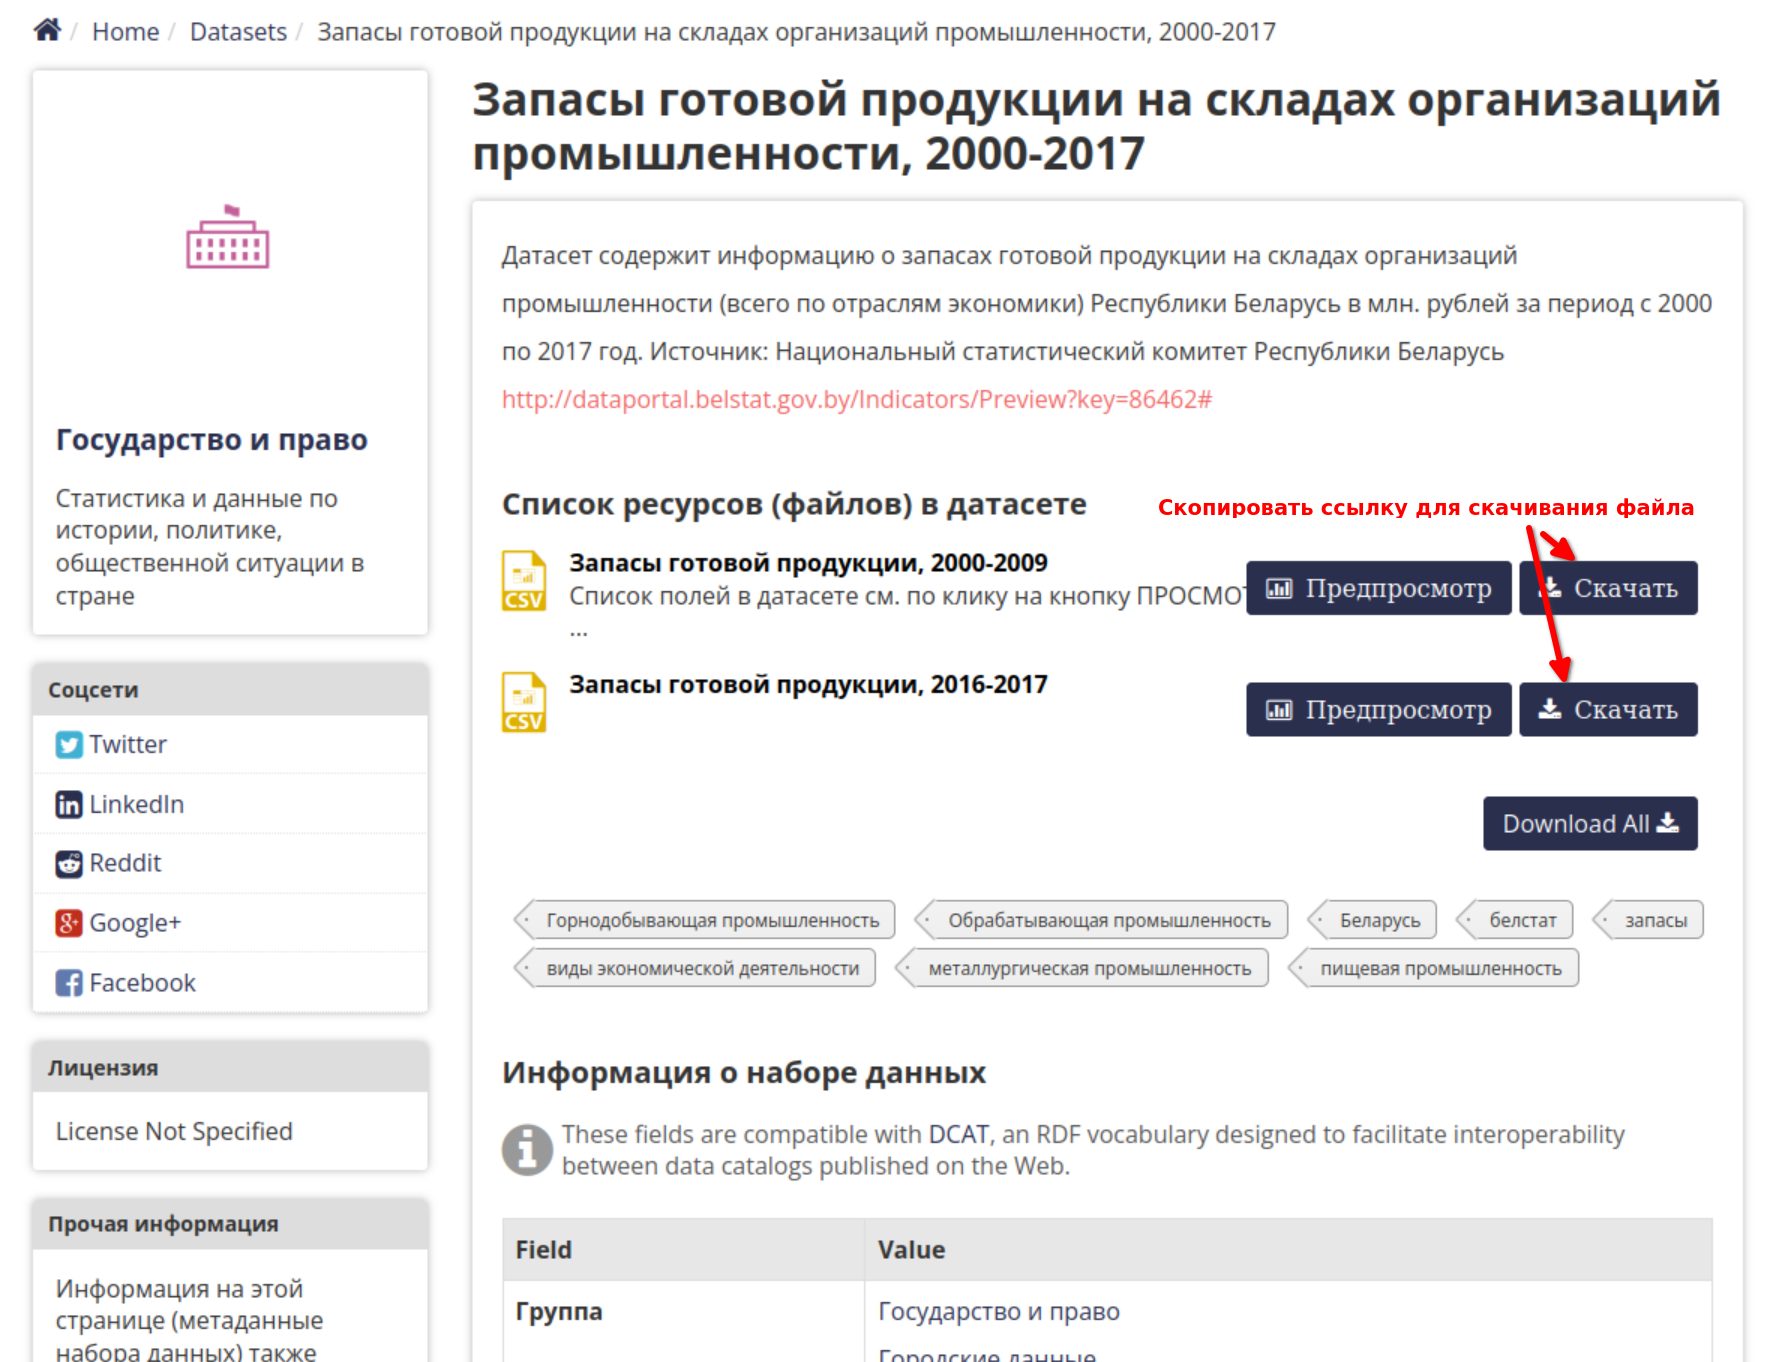 / Home / Datasets / Запасы готовой продукции на складах организаций промышленности, 2000-2017
Государство и право
Статистика и данные по
истории, политике,
общественной ситуации в
стране
Соцсети
Twitter
LinkedIn
Reddit
Google+
Facebook
Лицензия
License Not Specified
Прочая информация
Информация на этой
странице (метаданные
набора данных) также
Запасы готовой продукции на складах организаций
промышленности, 2000-2017
Датасет содержит информацию о запасах готовой продукции на складах организаций
промышленности (всего по отраслям экономики) Республики Беларусь в млн. рублей за период с 2000
по 2017 год. Источник: Национальный статистический комитет Республики Беларусь
http://dataportal.belstat.gov.by/Indicators/Preview?key=86462#
Список ресурсов (файлов) в датасете
Скопировать ссылку для скачивания файла
CSV
Запасы готовой продукции, 2000-2009
Список полей в датасете см. по клику на кнопку ПРОСМОТ
...
Предпросмотр
Скачать
CSV
Запасы готовой продукции, 2016-2017
Предпросмотр
Скачать
Download All
Горнодобывающая промышленность Обрабатывающая промышленность Беларусь белстат запасы
виды экономической деятельности металлургическая промышленность пищевая промышленность
Информация о наборе данных
These fields are compatible with DCAT, an RDF vocabulary designed to facilitate interoperability
between data catalogs published on the Web.
Field Value
Группа Государство и право
Городские данные